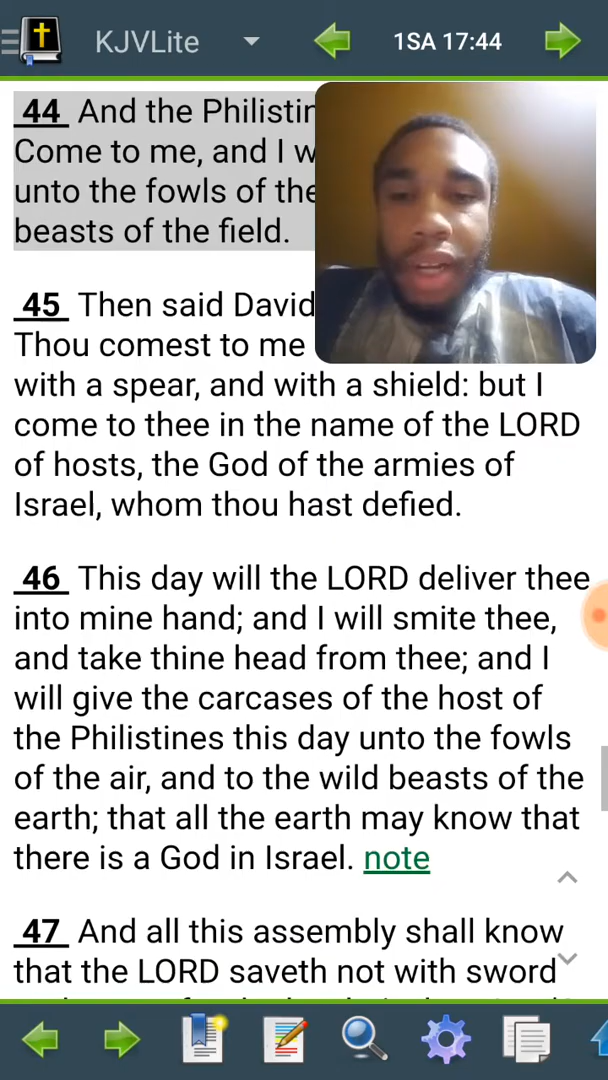 KJVLite
1SA 17:44
44 And the Philistin
Come to me, and I w
unto the fowls of the
beasts of the field.
45 Then said David
Thou comest to me
with a spear, and with a shield: but I
come to thee in the name of the LORD
of hosts, the God of the armies of
Israel, whom thou hast defied.
46 This day will the LORD deliver thee
into mine hand; and I will smite thee,
and take thine head from thee; and I
will give the carcases of the host of
the Philistines this day unto the fowls
of the air, and to the wild beasts of the
earth; that all the earth may know that
there is a God in Israel. note
47 And all this assembly shall know
that the LORD saveth not with sword